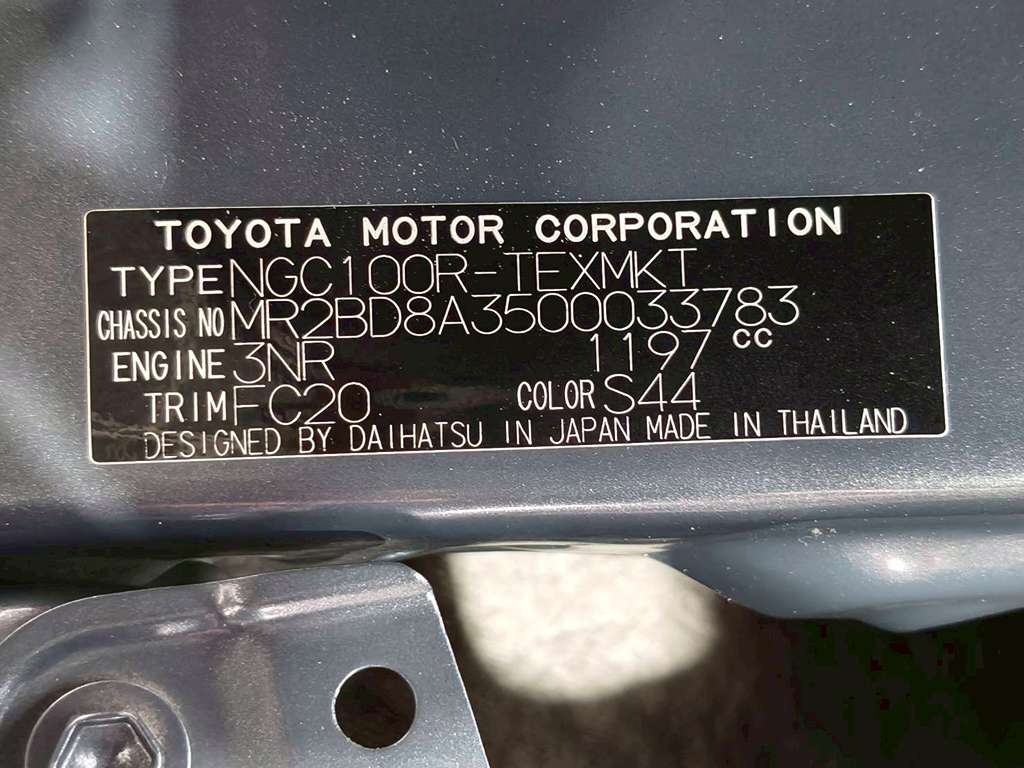 TOYOTA MOTOR CORPORATION
TYPE NGC100R-TEXMKT
CHASSIS NO MR2BD8A3500033783
ENGINE 3NR 1197 CC
TRIM FC20 COLOR S44
DESIGNED BY DAIHATSU IN JAPAN MADE IN THAILAND